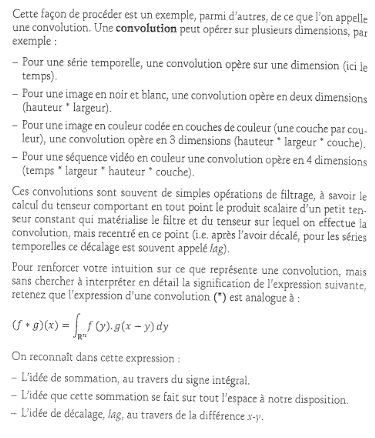 Cette façon de procéder est un exemple, parmi d'autres, de ce que l'on appelle
une convolution. Une convolution peut opérer sur plusieurs dimensions, par
exemple :
– Pour une série temporelle, une convolution opère sur une dimension (ici le
temps).
– Pour une image en noir et blanc, une convolution opère en deux dimensions
(hauteur * largeur).
– Pour une image en couleur codée en couches de couleur (une couche par cou-
leur), une convolution opère en 3 dimensions (hauteur * largeur * couche).
– Pour une séquence vidéo en couleur une convolution opère en 4 dimensions
(temps * largeur * hauteur * couche).
Ces convolutions sont souvent de simples opérations de filtrage, à savoir le
calcul du tenseur comportant en tout point le produit scalaire d'un petit ten-
seur constant qui matérialise le filtre et du tenseur sur lequel on effectue la
convolution, mais recentré en ce point (i.e. après l'avoir décalé, pour les séries
temporelles ce décalage est souvent appelé lag).
Pour renforcer votre intuition sur ce que représente une convolution, mais
sans chercher à interpréter en détail la signification de l'expression suivante,
retenez que l'expression d'une convolution (*) est analogue à :
(f * g)(x) = ∫ℝⁿ f (y). g(x − y) dy
On reconnaît dans cette expression :
– L'idée de sommation, au travers du signe intégral.
– L'idée que cette sommation se fait sur tout l'espace à notre disposition.
– L'idée de décalage, lag, au travers de la différence x-y.